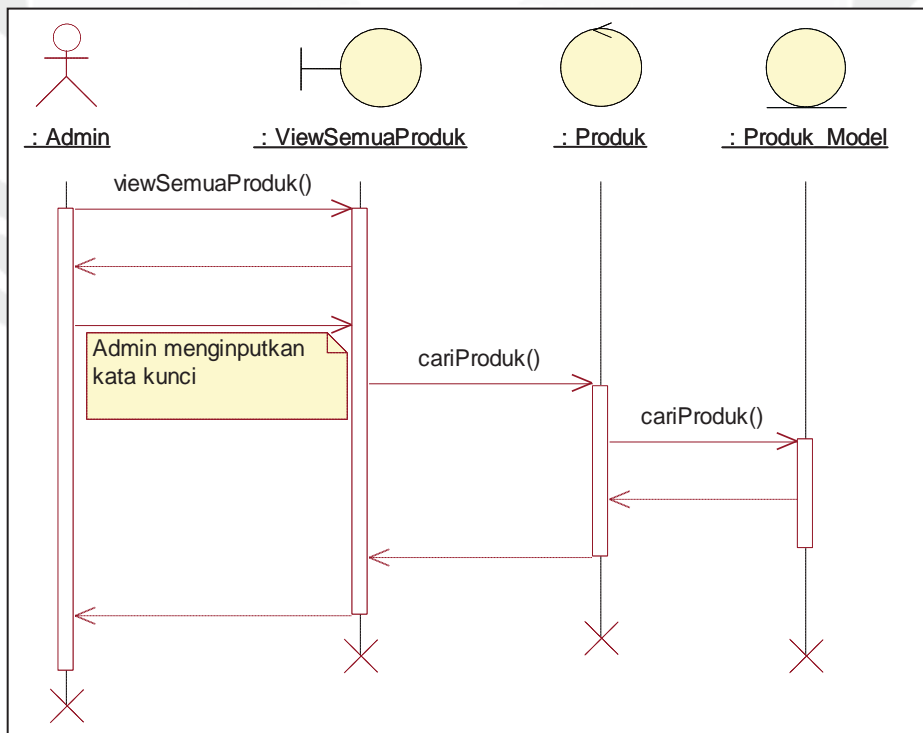 : Admin
: ViewSemuaProduk
: Produk
: Produk_Model
viewSemuaProduk()
Admin menginputkan
kata kunci
cariProduk()
cariProduk()